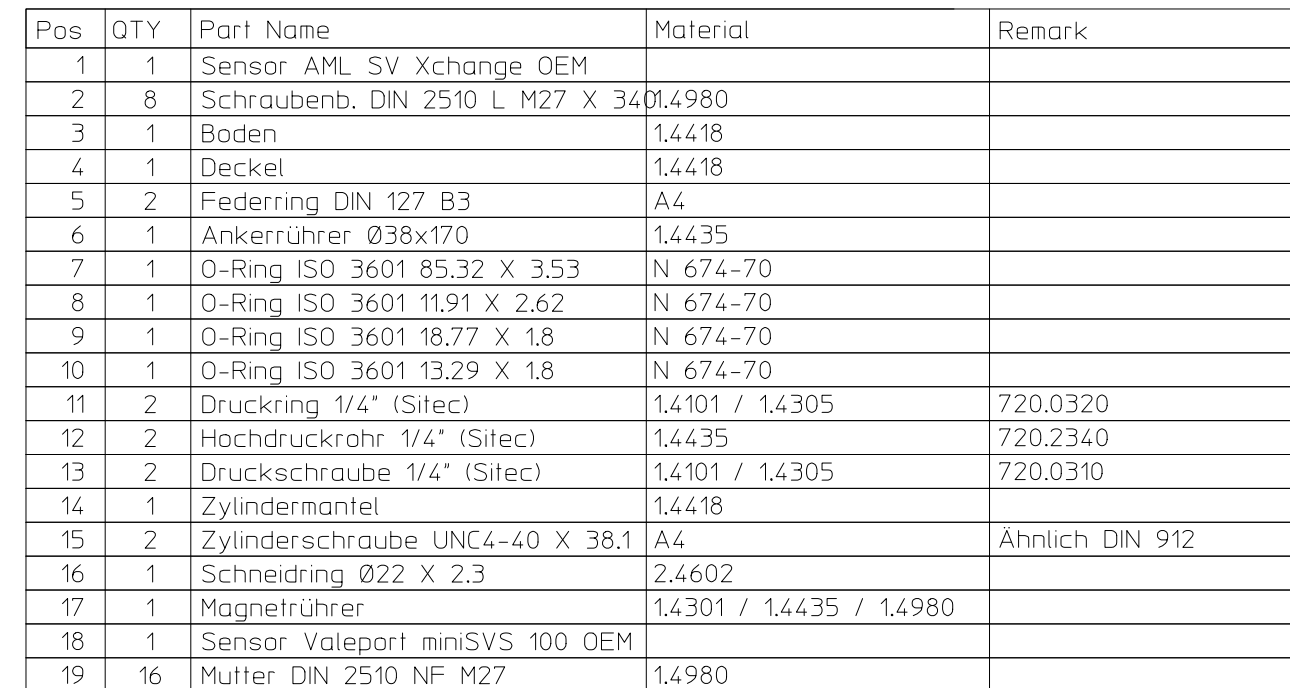 Pos QTY Part Name Material Remark
1 1 Sensor AML SV Xchange OEM
2 8 Schraubenb. DIN 2510 L M27 X 340 1.4980
3 1 Boden 1.4418
4 1 Deckel 1.4418
5 2 Federring DIN 127 B3 A4
6 1 Ankerrührer Ø38x170 1.4435
7 1 O-Ring ISO 3601 85.32 X 3.53 N 674-70
8 1 O-Ring ISO 3601 11.91 X 2.62 N 674-70
9 1 O-Ring ISO 3601 18.77 X 1.8 N 674-70
10 1 O-Ring ISO 3601 13.29 X 1.8 N 674-70
11 2 Druckring 1/4" (Sitec) 1.4101 / 1.4305 720.0320
12 2 Hochdruckrohr 1/4" (Sitec) 1.4435 720.2340
13 2 Druckschraube 1/4" (Sitec) 1.4101 / 1.4305 720.0310
14 1 Zylindermantel 1.4418
15 2 Zylinderschraube UNC4-40 X 38.1 A4 Ähnlich DIN 912
16 1 Schneidring Ø22 X 2.3 2.4602
17 1 Magnetrührer 1.4301 / 1.4435 / 1.4980
18 1 Sensor Valeport miniSVS 100 OEM
19 16 Mutter DIN 2510 NF M27 1.4980